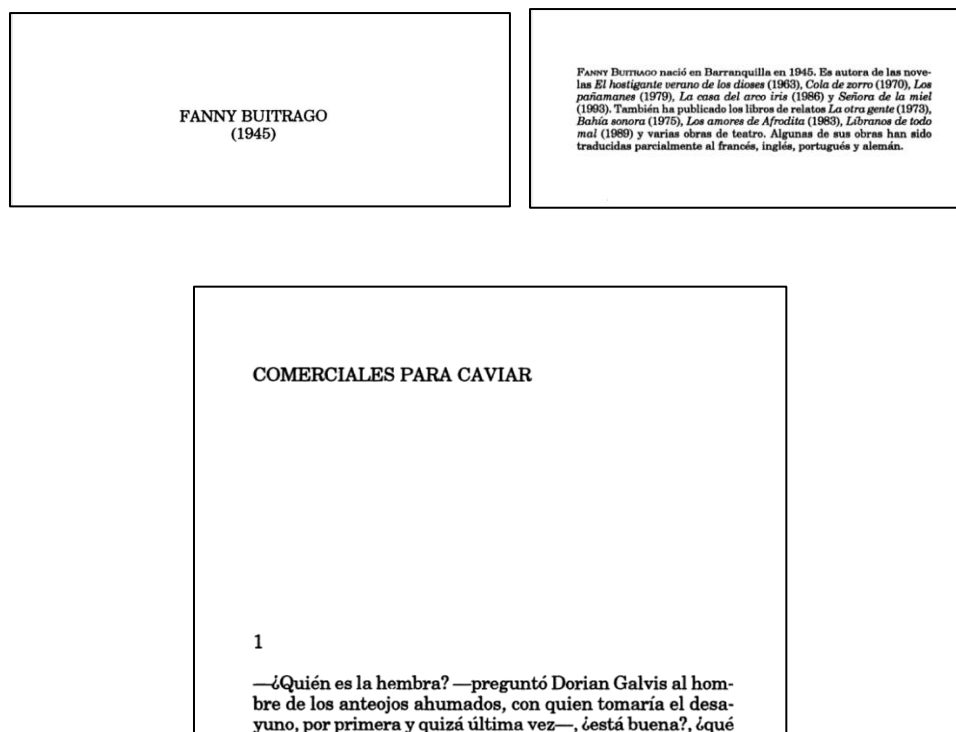 FANNY BUITRAGO
(1945)
FANNY BUITRAGO nació en Barranquilla en 1945. Es autora de las nove-
las El hostigante verano de los dioses (1963), Cola de zorro (1970), Los
pañamanes (1979), La casa del arco iris (1986) y Señora de la miel
(1993). También ha publicado los libros de relatos La otra gente (1973),
Bahía sonora (1975), Los amores de Afrodita (1983), Líbranos de todo
mal (1989) y varias obras de teatro. Algunas de sus obras han sido
traducidas parcialmente al francés, inglés, portugués y alemán.
COMERCIALES PARA CAVIAR
1
—¿Quién es la hembra? —preguntó Dorian Galvis al hom-
bre de los anteojos ahumados, con quien tomaría el desa-
yuno, por primera y quizá última vez—, ¿está buena?, ¿qué